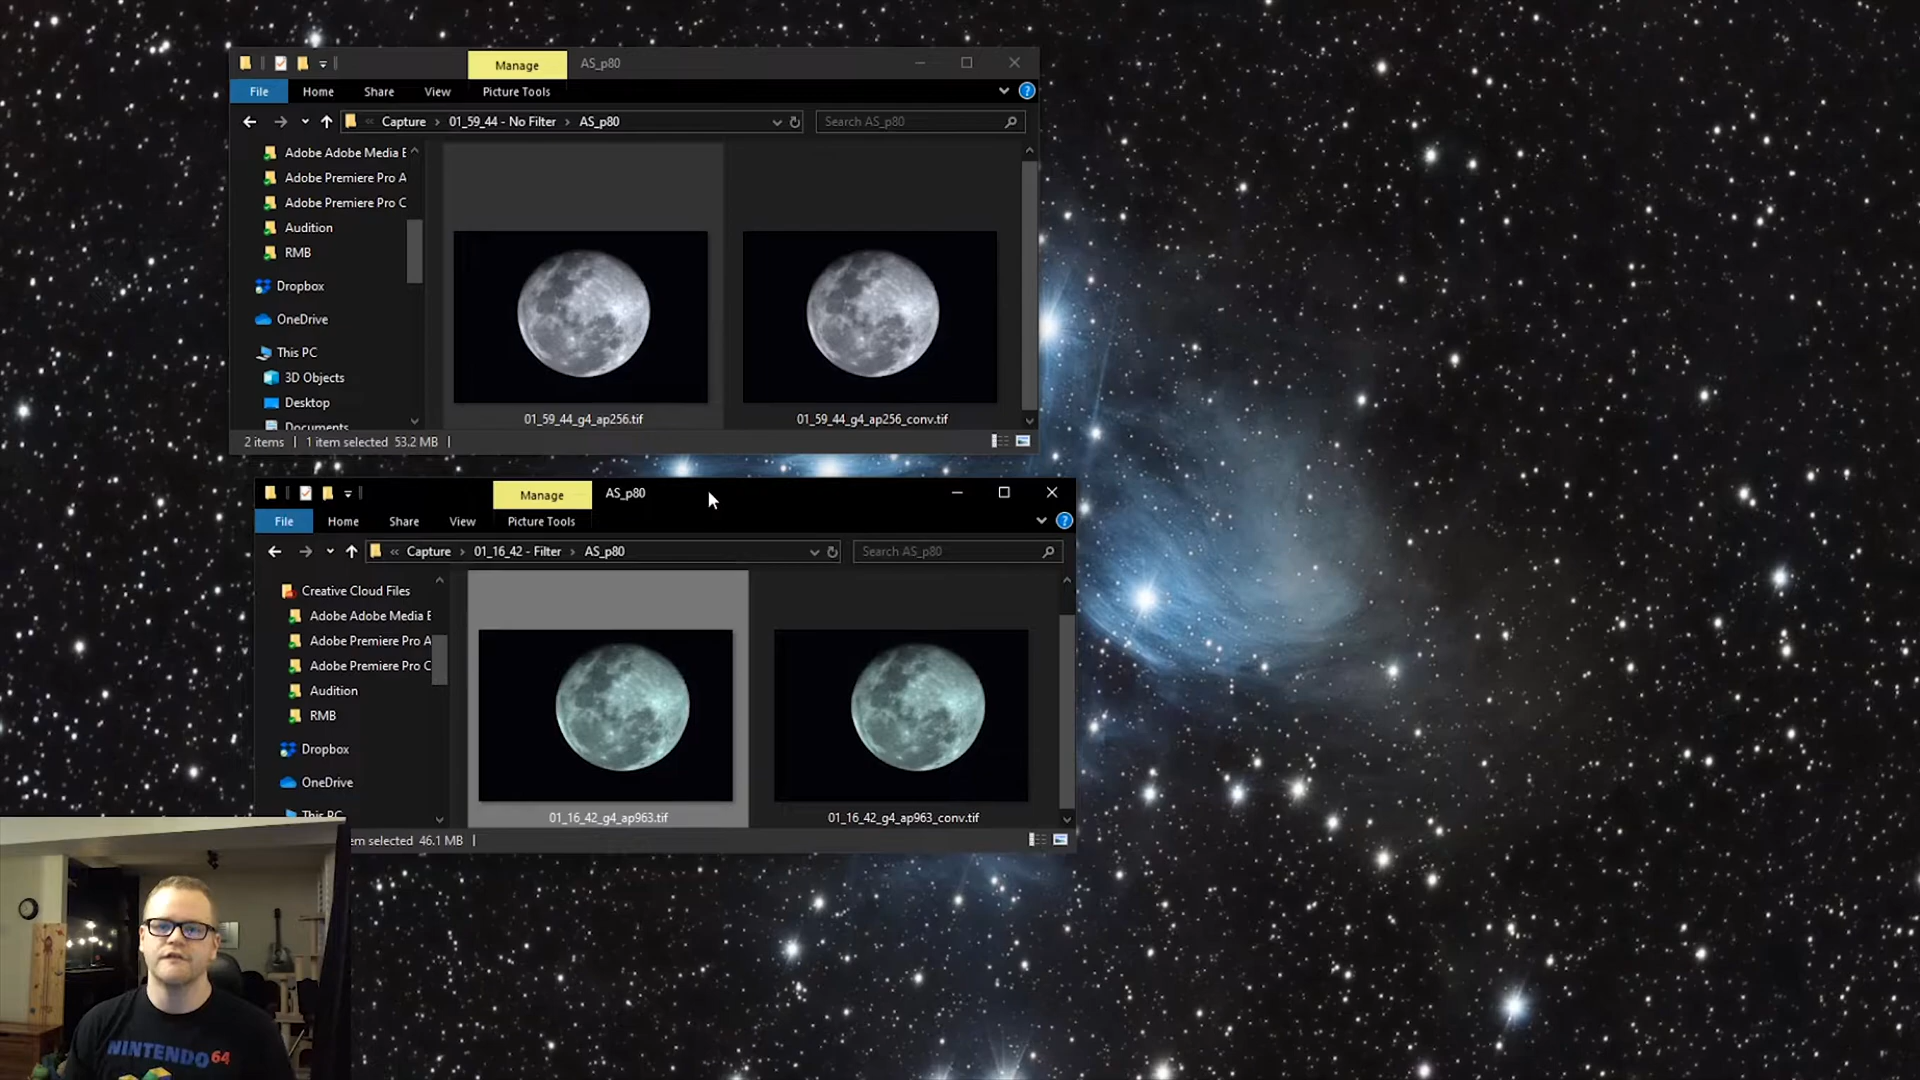 Manage AS_p80
File Home Share View Picture Tools
« Capture 01_59_44 - No Filter AS_p80 Search AS_p80
Adobe Adobe Media E
Adobe Premiere Pro A
Adobe Premiere Pro C
Audition
RMB
Dropbox
OneDrive
This PC
3D Objects
Desktop
Documents
01_59_44_g4_ap256.tif 01_59_44_g4_ap256_conv.tif
2 items 1 item selected 53.2 MB
Manage AS_p80
File Home Share View Picture Tools
« Capture 01_16_42 - Filter AS_p80 Search AS_p80
Creative Cloud Files
Adobe Adobe Media E
Adobe Premiere Pro A
Adobe Premiere Pro C
Audition
RMB
Dropbox
OneDrive
This PC
01_16_42_g4_ap963.tif 01_16_42_g4_ap963_conv.tif
em selected 46.1 MB
NINTENDO64